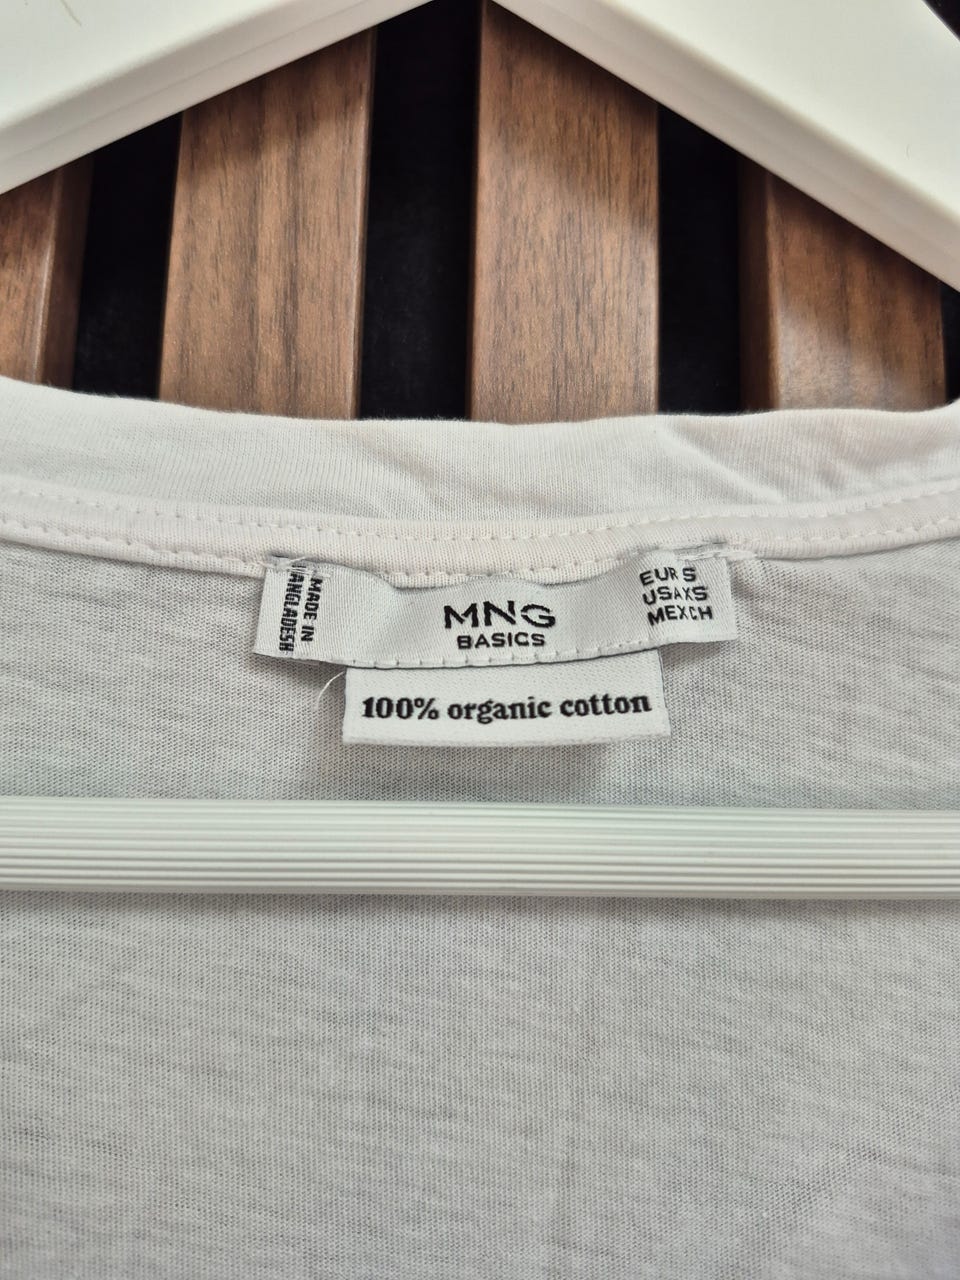 MADE IN
BANGLADESH
MNG
BASICS
EUR S
USA XS
MEX CH
100% organic cotton